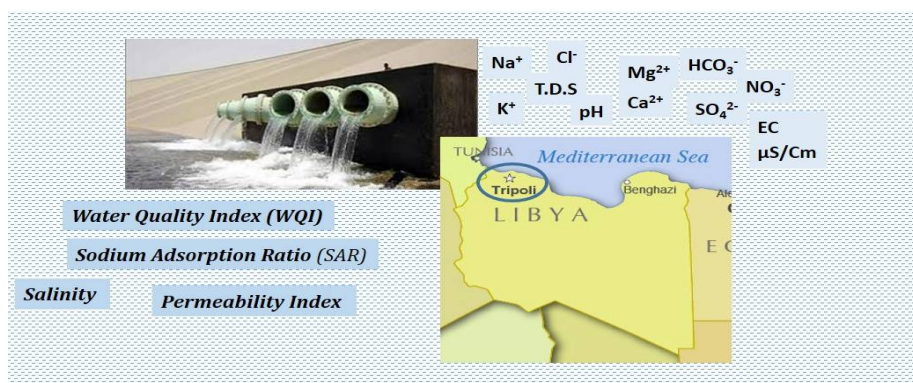 Na⁺
Cl⁻
T.D.S
K⁺
pH
Mg²⁺
Ca²⁺
HCO₃⁻
NO₃⁻
SO₄²⁻
EC
µS/Cm
TUNISIA
Mediterranean Sea
Tripoli
Benghazi
Ale
LIBYA
E G
Water Quality Index (WQI)
Sodium Adsorption Ratio (SAR)
Salinity
Permeability Index